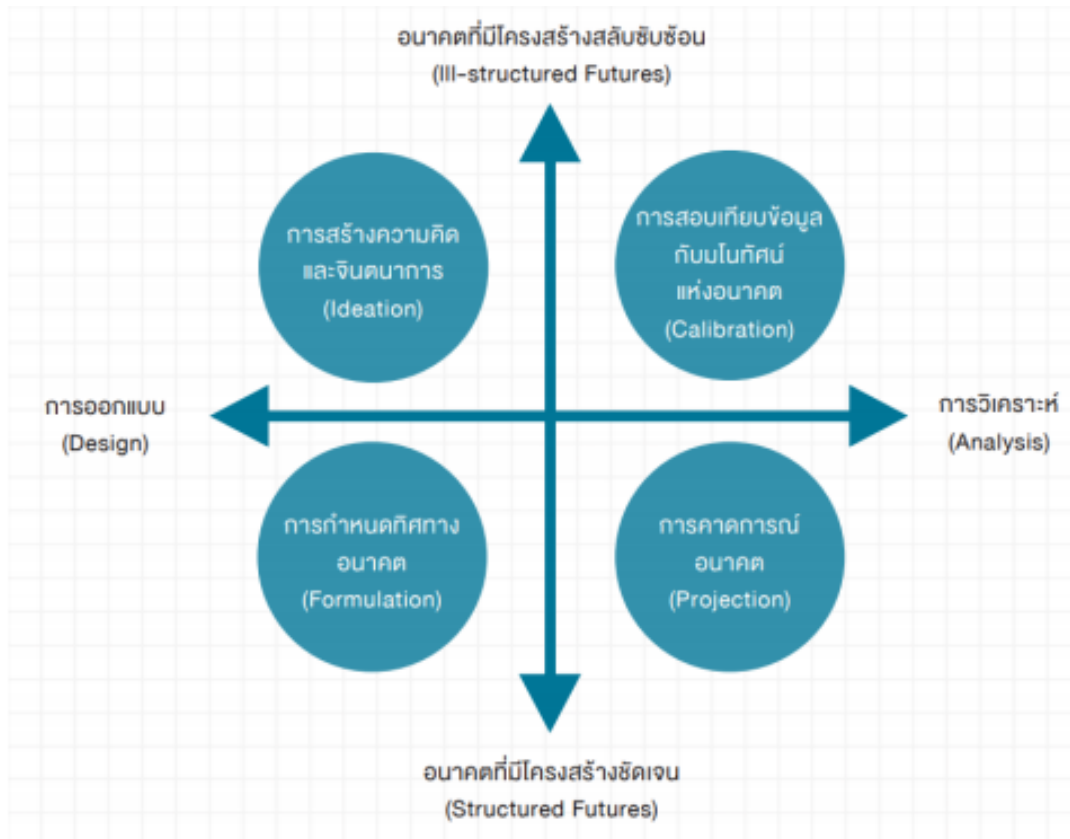 อนาคตที่มีโครงสร้างสลับซับซ้อน
(Ill-structured Futures)
การสร้างความคิด
และจินตนาการ
(Ideation)
การสอบเทียบข้อมูล
กับมโนทัศน์
แห่งอนาคต
(Calibration)
การออกแบบ
(Design)
การวิเคราะห์
(Analysis)
การกำหนดทิศทาง
อนาคต
(Formulation)
การคาดการณ์
อนาคต
(Projection)
อนาคตที่มีโครงสร้างชัดเจน
(Structured Futures)